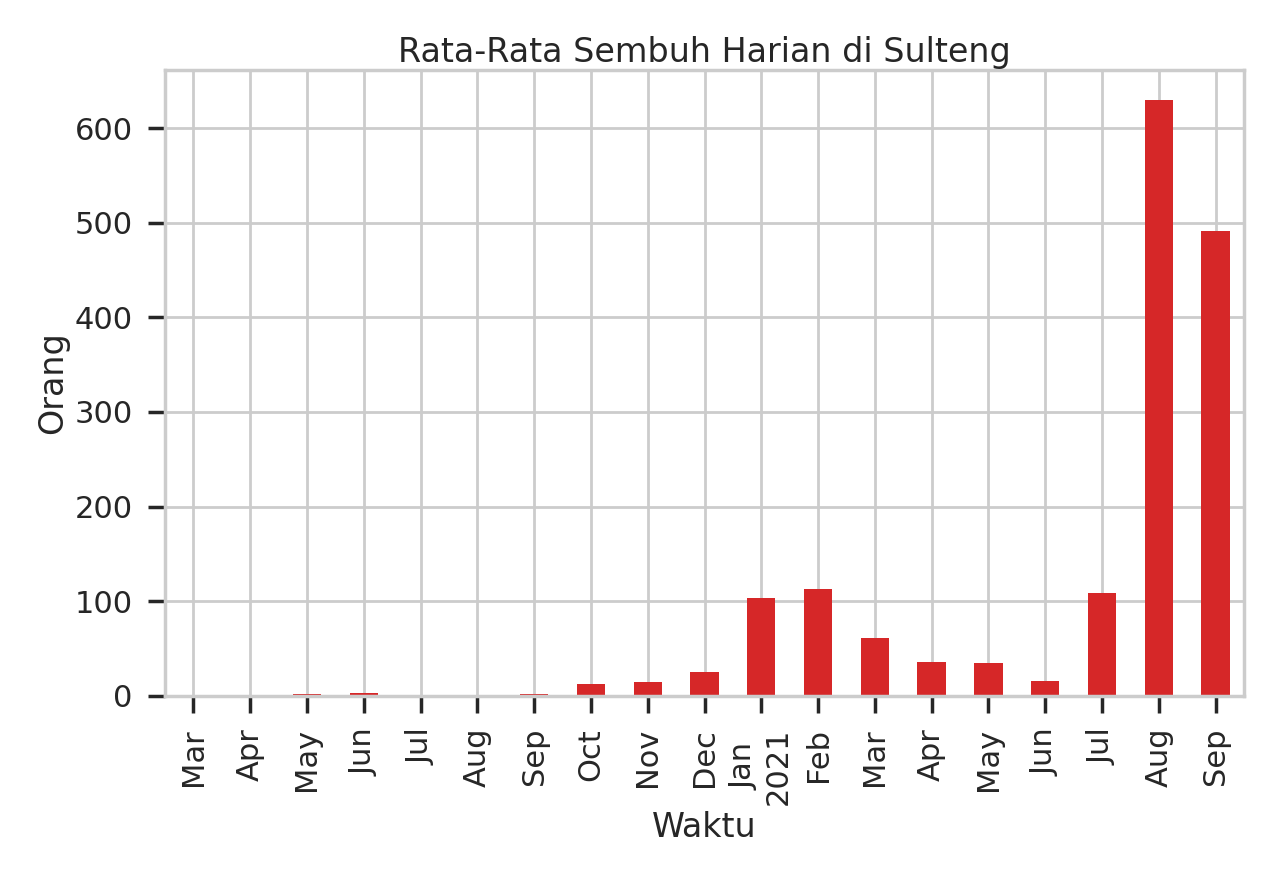 Rata-Rata Sembuh Harian di Sulteng
Orang
600
500
400
300
200
100
0
Mar
Apr
May
Jun
Jul
Aug
Sep
Oct
Nov
Dec
Jan
2021
Feb
Mar
Apr
May
Jun
Jul
Aug
Sep
Waktu